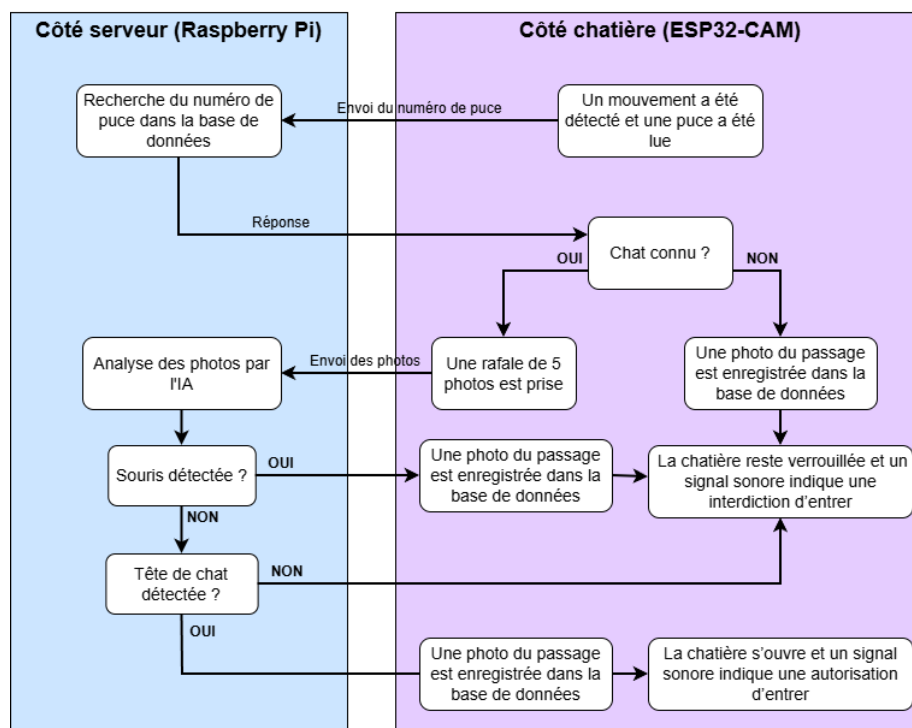 Côté serveur (Raspberry Pi)
Côté chatière (ESP32-CAM)
Recherche du numéro de
puce dans la base de
données
Envoi du numéro de puce
Un mouvement a été
détecté et une puce a été
lue
Réponse
Chat connu ?
OUI
NON
Analyse des photos par
l'IA
Envoi des photos
Une rafale de 5
photos est prise
Une photo du passage
est enregistrée dans la
base de données
Souris détectée ?
OUI
Une photo du passage
est enregistrée dans la
base de données
La chatière reste verrouillée et un
signal sonore indique une
interdiction d’entrer
NON
Tête de chat
détectée ?
NON
OUI
Une photo du passage
est enregistrée dans la
base de données
La chatière s’ouvre et un signal
sonore indique une autorisation
d’entrer